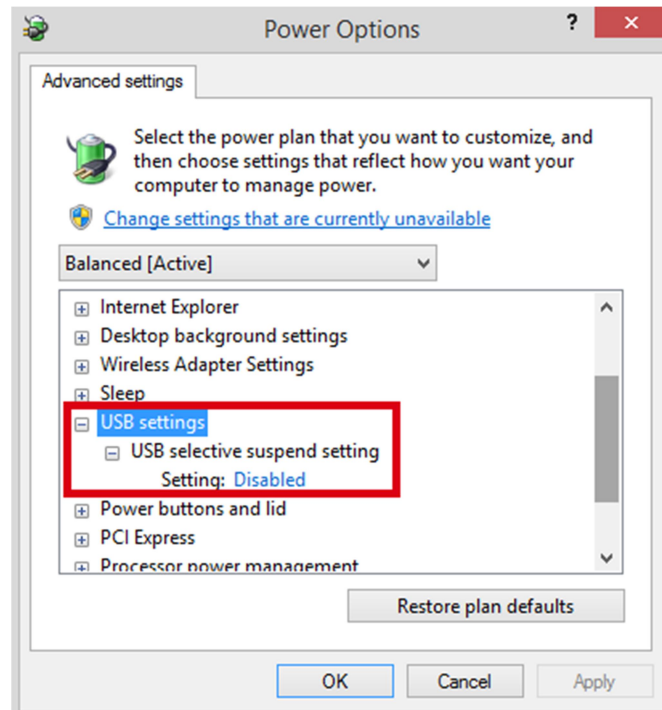 Power Options
?
Advanced settings
Select the power plan that you want to customize, and
then choose settings that reflect how you want your
computer to manage power.
Change settings that are currently unavailable
Balanced [Active]
Internet Explorer
Desktop background settings
Wireless Adapter Settings
Sleep
USB settings
USB selective suspend setting
Setting: Disabled
Power buttons and lid
PCI Express
Processor power management
Restore plan defaults
OK
Cancel
Apply